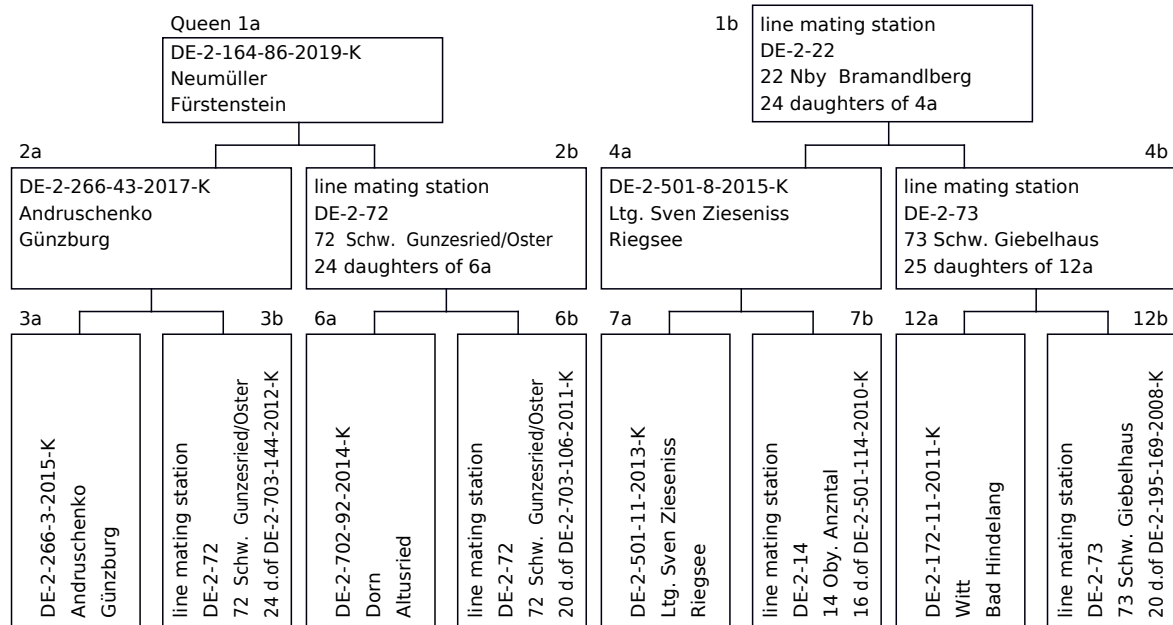 Queen 1a
DE-2-164-86-2019-K
Neumüller
Fürstenstein
1b
line mating station
DE-2-22
22 Nby Bramandlberg
24 daughters of 4a
2a
DE-2-266-43-2017-K
Andruschenko
Günzburg
2b
line mating station
DE-2-72
72 Schw. Gunzesried/Oster
24 daughters of 6a
4a
DE-2-501-8-2015-K
Ltg. Sven Zieseniss
Riegsee
4b
line mating station
DE-2-73
73 Schw. Giebelhaus
25 daughters of 12a
3a
DE-2-266-3-2015-K
Andruschenko
Günzburg
3b
line mating station
DE-2-72
72 Schw. Gunzesried/Oster
24 d.of DE-2-703-144-2012-K
6a
DE-2-702-92-2014-K
Dorn
Altusried
6b
line mating station
DE-2-72
72 Schw. Gunzesried/Oster
20 d.of DE-2-703-106-2011-K
7a
DE-2-501-11-2013-K
Ltg. Sven Zieseniss
Riegsee
7b
line mating station
DE-2-14
14 Oby. Anzntal
16 d.of DE-2-501-114-2010-K
12a
DE-2-172-11-2011-K
Witt
Bad Hindelang
12b
line mating station
DE-2-73
73 Schw. Giebelhaus
20 d.of DE-2-195-169-2008-K